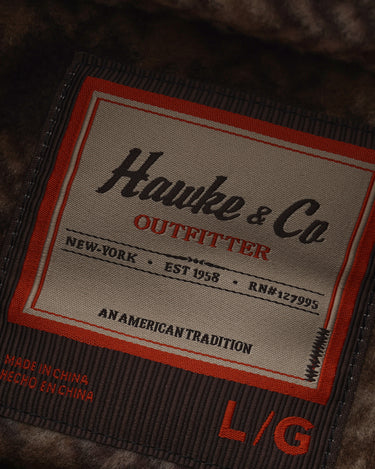 Hawke & Co
OUTFITTER
NEW-YORK • EST 1958 • RN#127995
AN AMERICAN TRADITION
MADE IN CHINA
HECHO EN CHINA
L/G